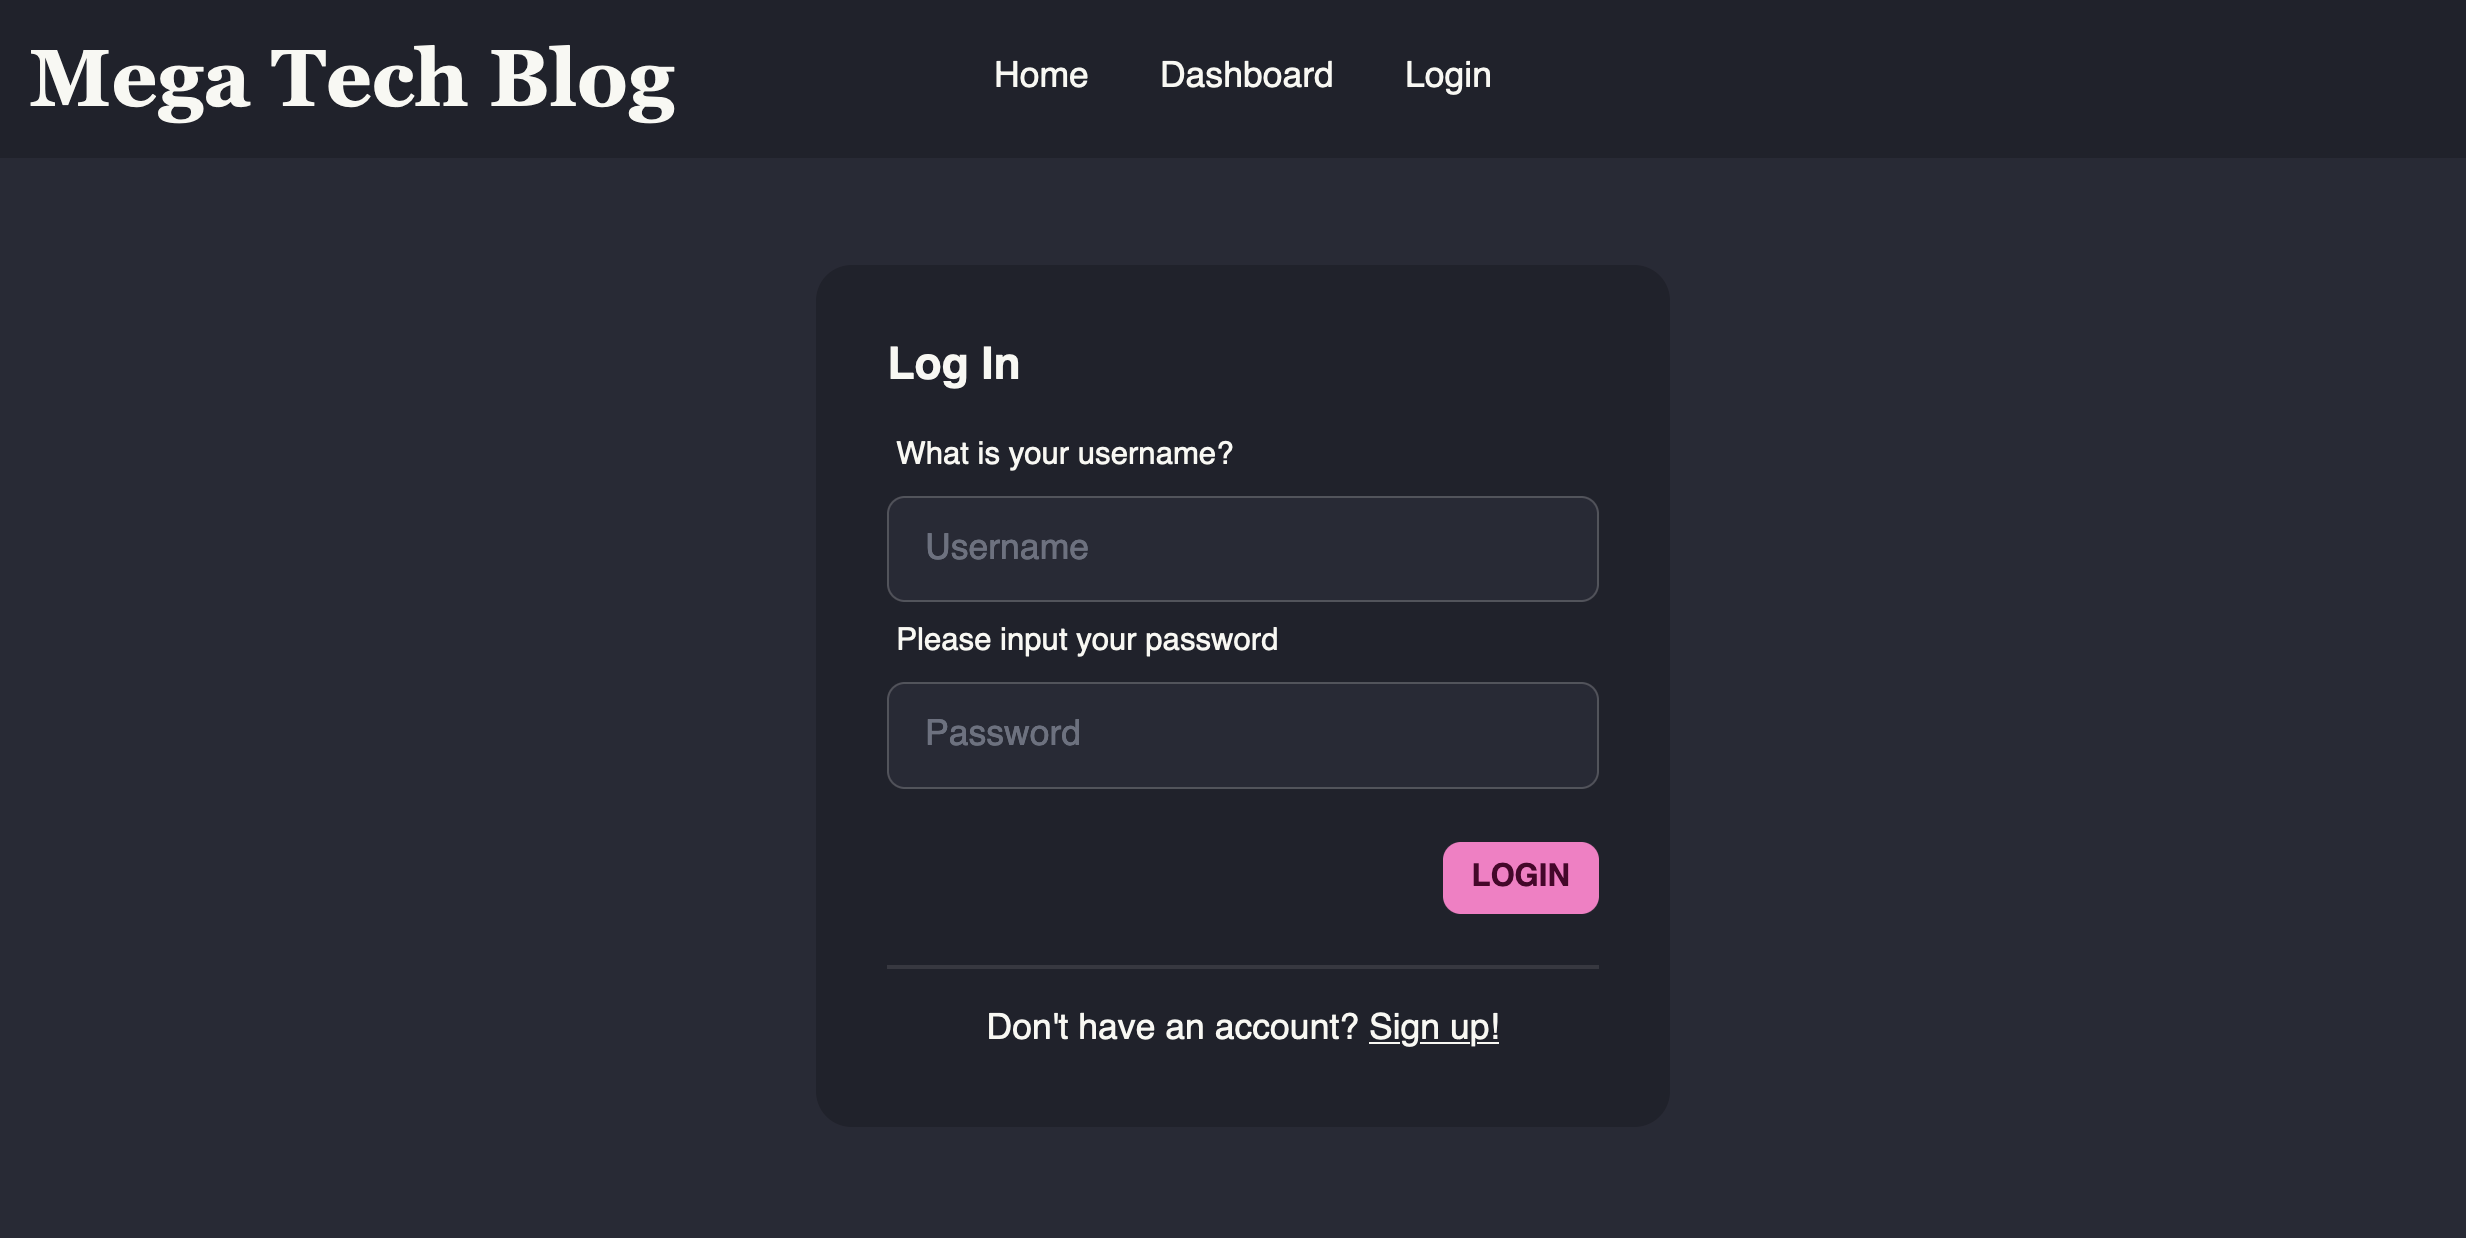 Mega Tech Blog
Home Dashboard Login
Log In
What is your username?
Username
Please input your password
Password
LOGIN
Don't have an account? Sign up!